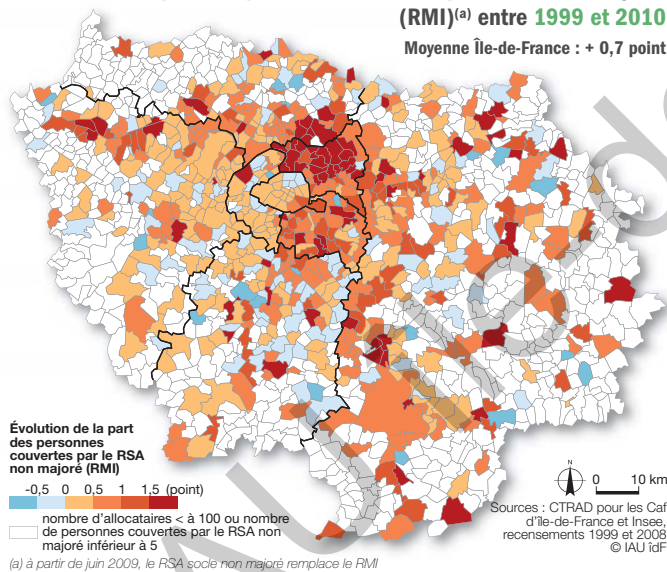 (RMI)(a) entre 1999 et 2010
Moyenne Île-de-France : + 0,7 point
Évolution de la part
des personnes
couvertes par le RSA
non majoré (RMI)
-0,5 0 0,5 1 1,5 (point)
nombre d'allocataires < à 100 ou nombre
de personnes couvertes par le RSA non
majoré inférieur à 5
(a) à partir de juin 2009, le RSA socle non majoré remplace le RMI
N
0 10 km
Sources : CTRAD pour les Caf
d'île-de-France et Insee,
recensements 1999 et 2008
© IAU îdF